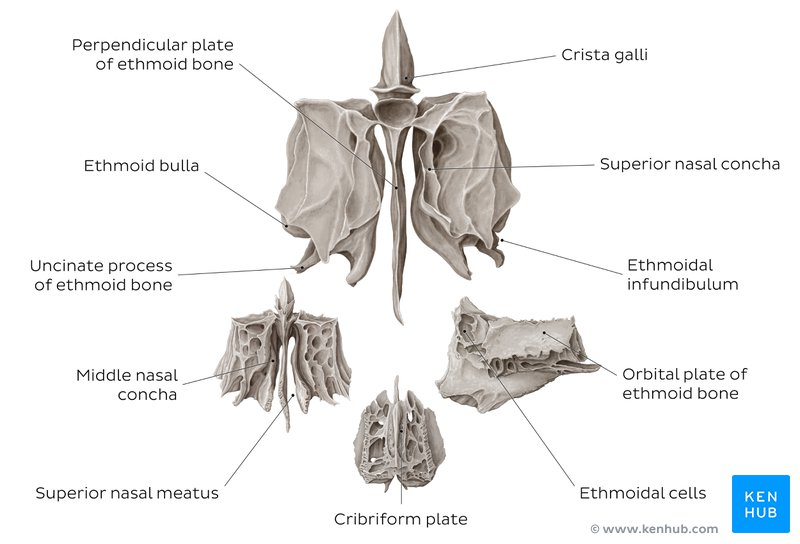 Perpendicular plate
of ethmoid bone
Crista galli
Ethmoid bulla
Superior nasal concha
Uncinate process
of ethmoid bone
Ethmoidal
infundibulum
Middle nasal
concha
Orbital plate of
ethmoid bone
Superior nasal meatus
Ethmoidal cells
Cribriform plate
KEN
HUB
© www.kenhub.com